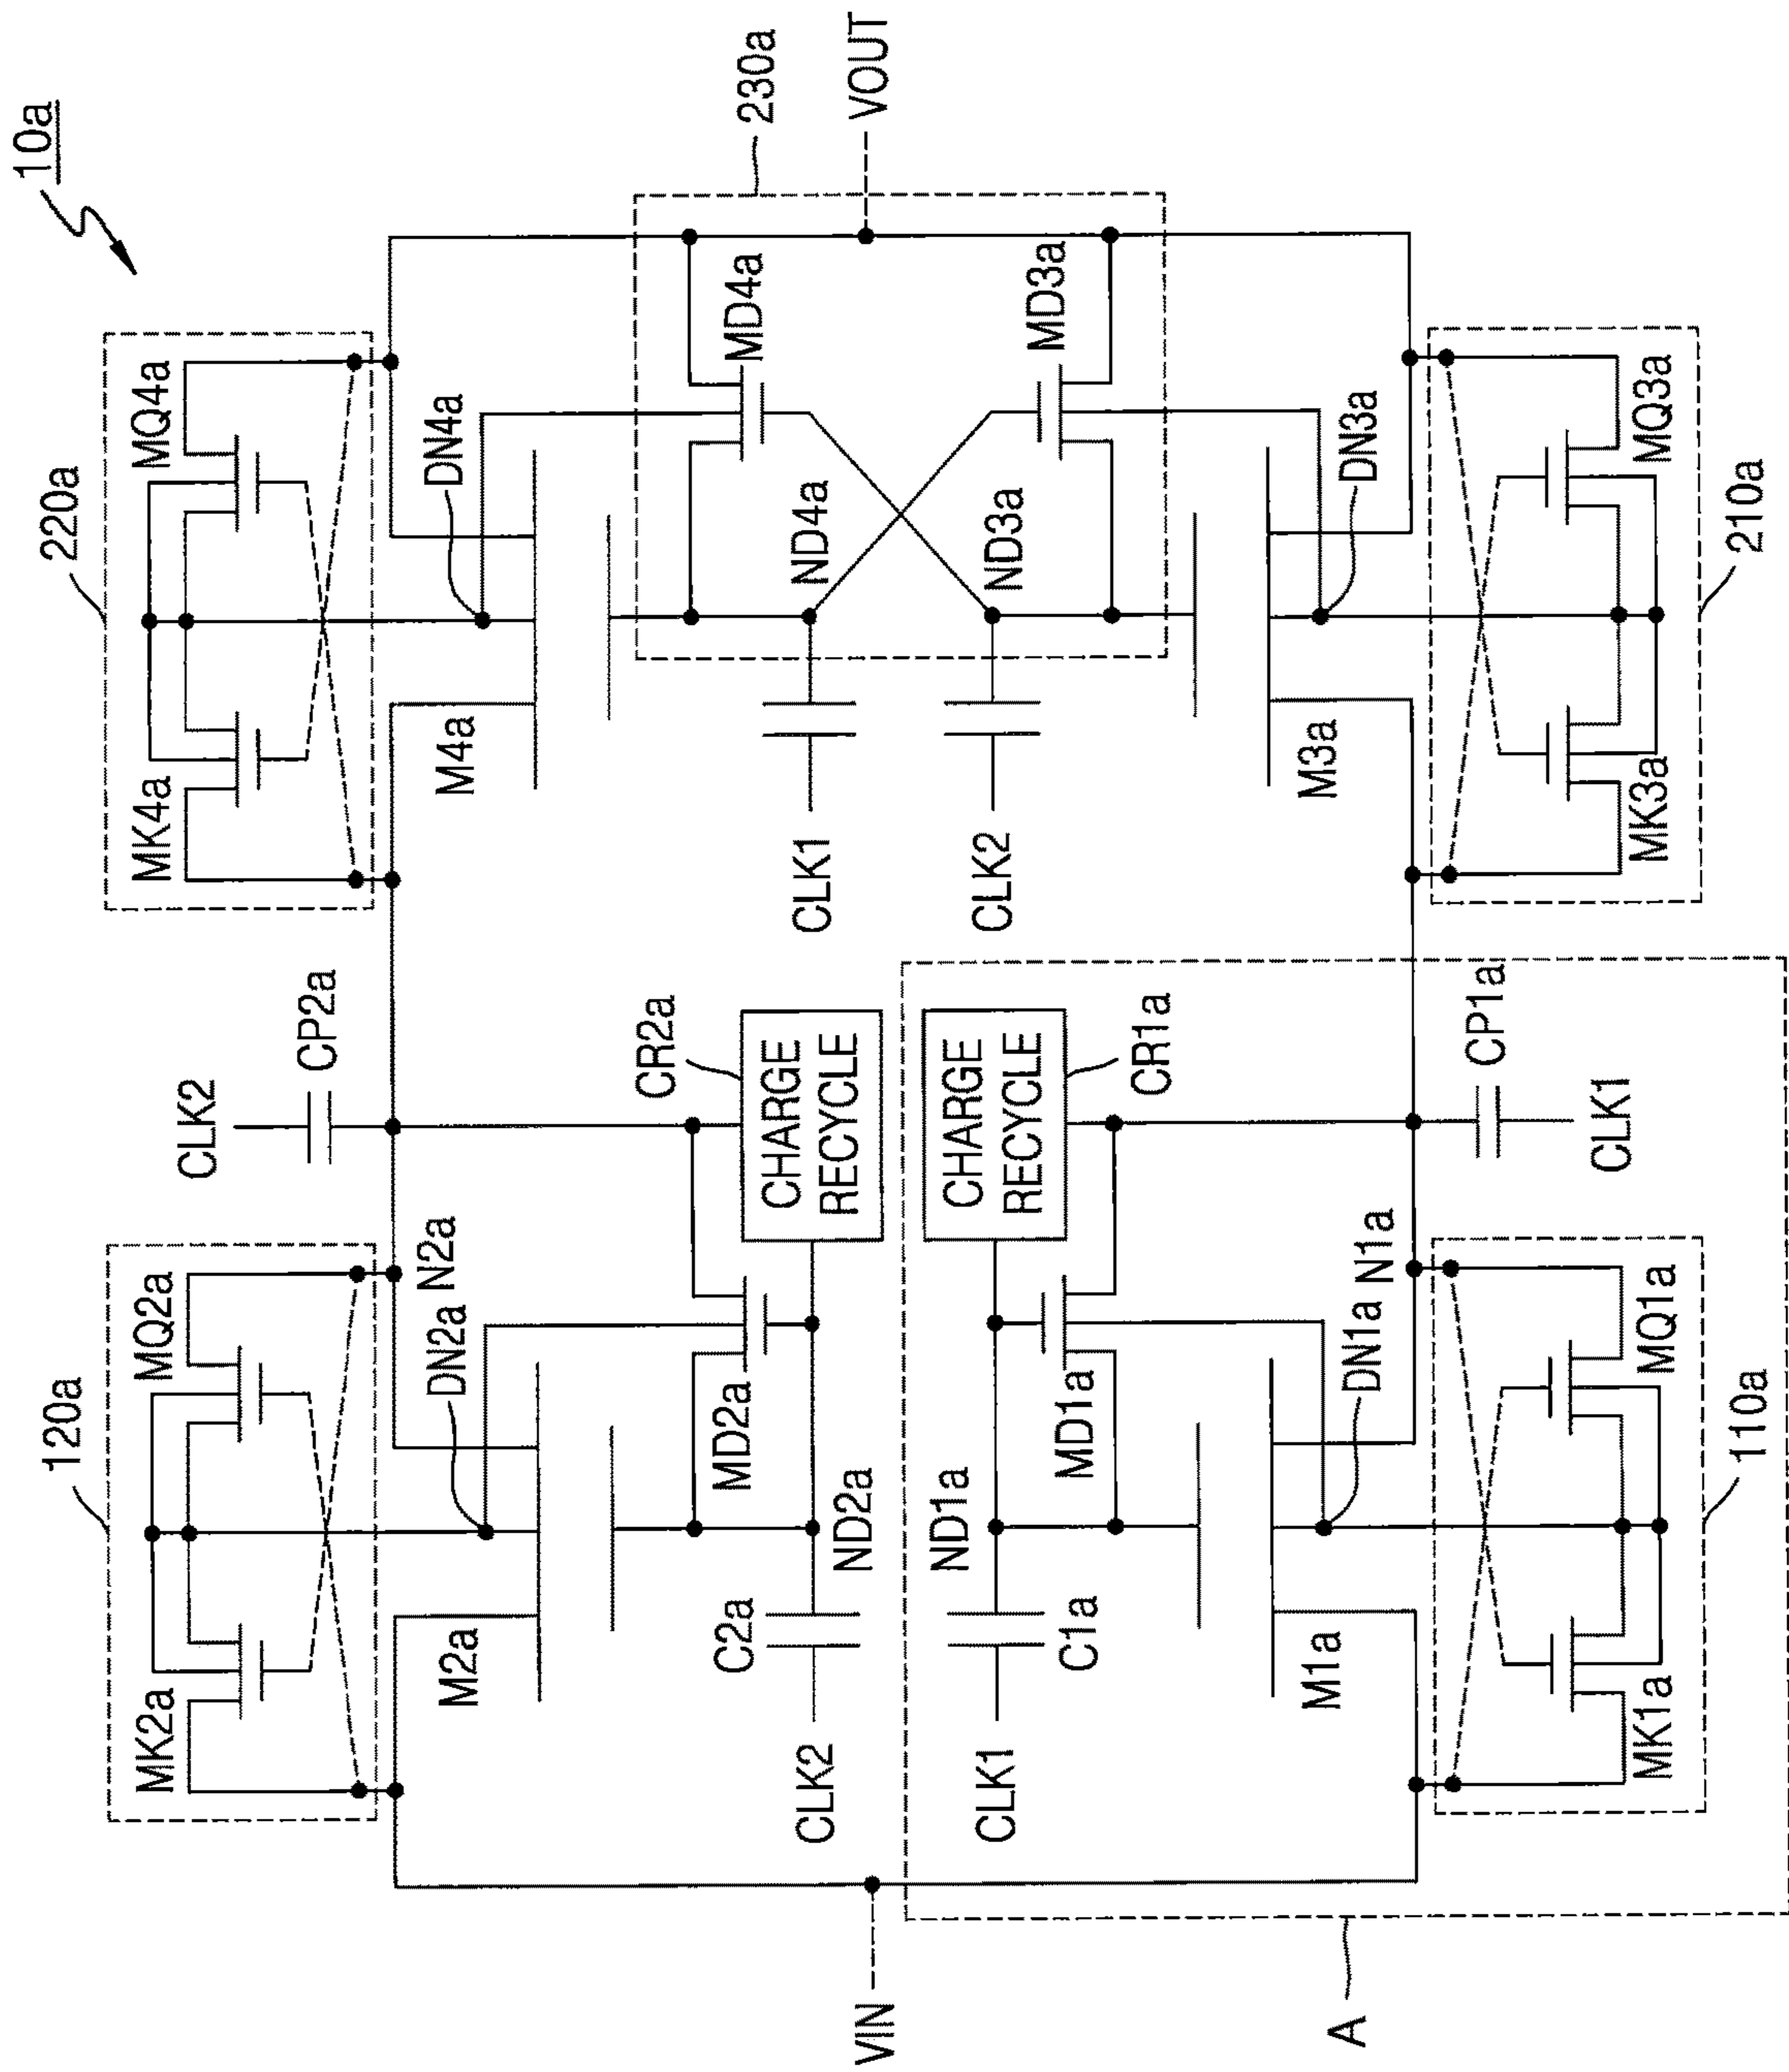 10a
220a
MK4a
MQ4a
230a
DN4a
M4a
MD4a
VOUT
ND4a
CLK1
ND3a
CLK2
MD3a
M3a
DN3a
MK3a
MQ3a
210a
120a
MK2a
MQ2a
CLK2
CP2a
N2a
DN2a
M2a
CR2a
MD2a
CHARGE
RECYCLE
C2a
ND2a
CLK2
VIN
CLK1
ND1a
C1a
MD1a
CHARGE
RECYCLE
CR1a
M1a
DN1a
N1a
CP1a
CLK1
MK1a
MQ1a
110a
A